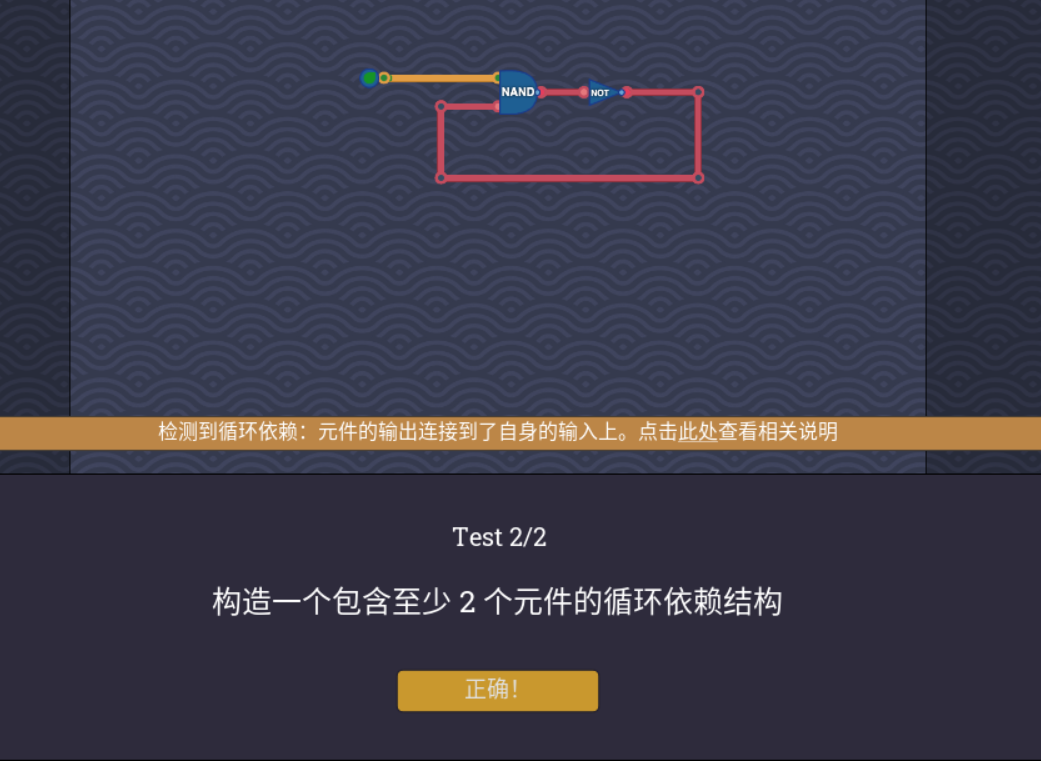 NAND
NOT
检测到循环依赖：元件的输出连接到了自身的输入上。点击此处查看相关说明
Test 2/2
构造一个包含至少 2 个元件的循环依赖结构
正确！